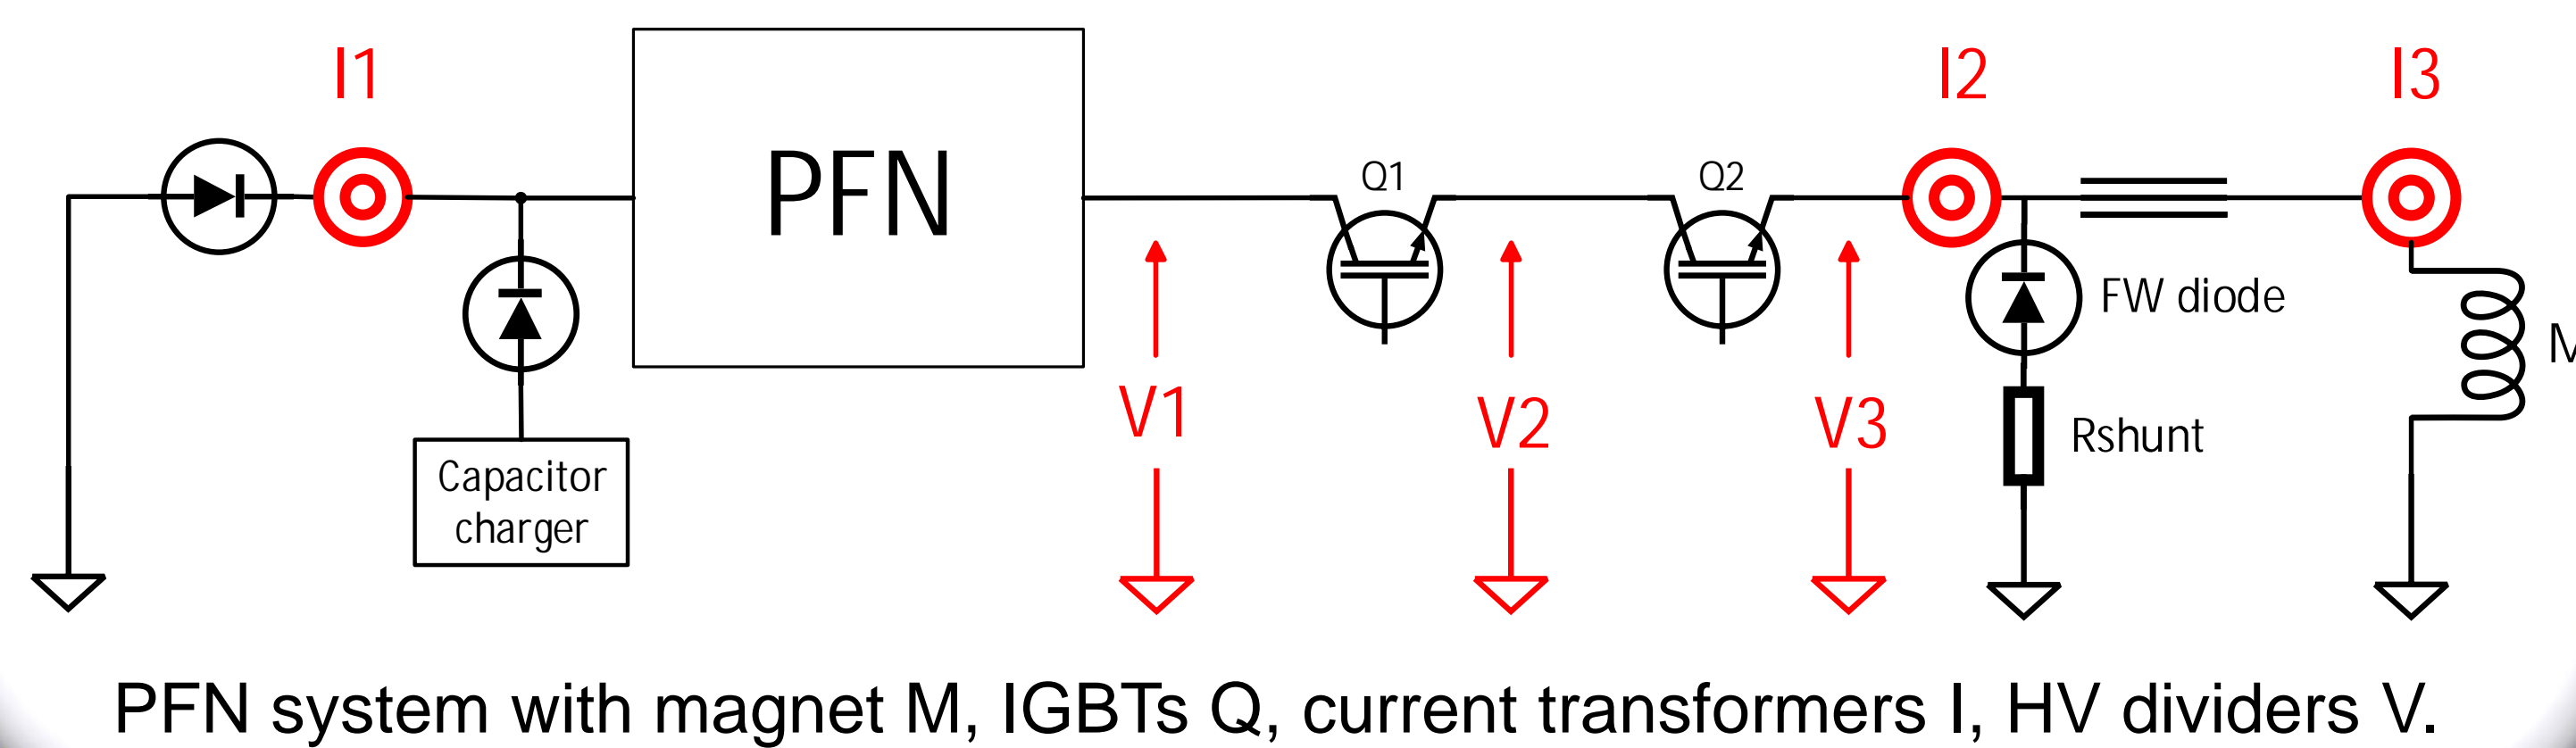 I1
I2
I3
PFN
Q1
Q2
FW diode
M
V1
V2
V3
Rshunt
Capacitor
charger
PFN system with magnet M, IGBTs Q, current transformers I, HV dividers V.